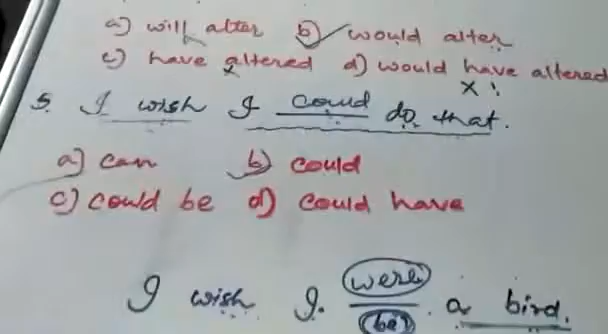 a) will alter b) would alter
c) have altered d) would have altered
x
5. I wish I could do that.
a) can b) could
c) could be d) could have
I wish I. were a bird.
(be)